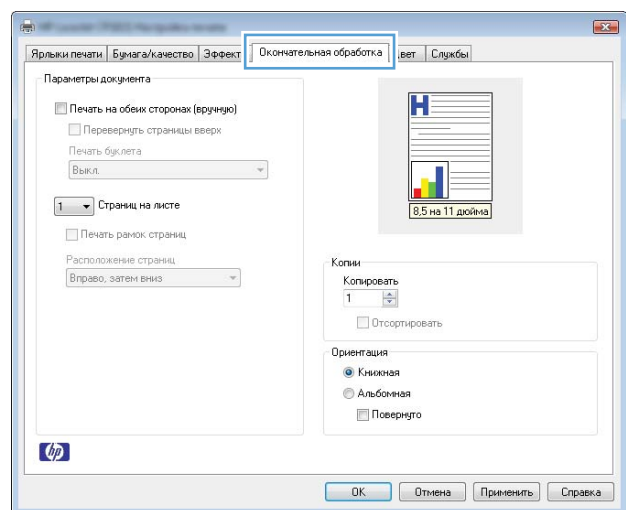 Ярлыки печати
Бумага/качество
Эффект
Окончательная обработка
вет
Службы
Параметры документа
Печать на обеих сторонах (вручную)
Перевернуть страницы вверх
Печать буклета
Выкл.
1 Страниц на листе
Печать рамок страниц
Расположение страниц
Вправо, затем вниз
H
8,5 на 11 дюйма
Копии
Копировать
1
Отсортировать
Ориентация
Книжная
Альбомная
Повернуто
hp
OK
Отмена
Применить
Справка